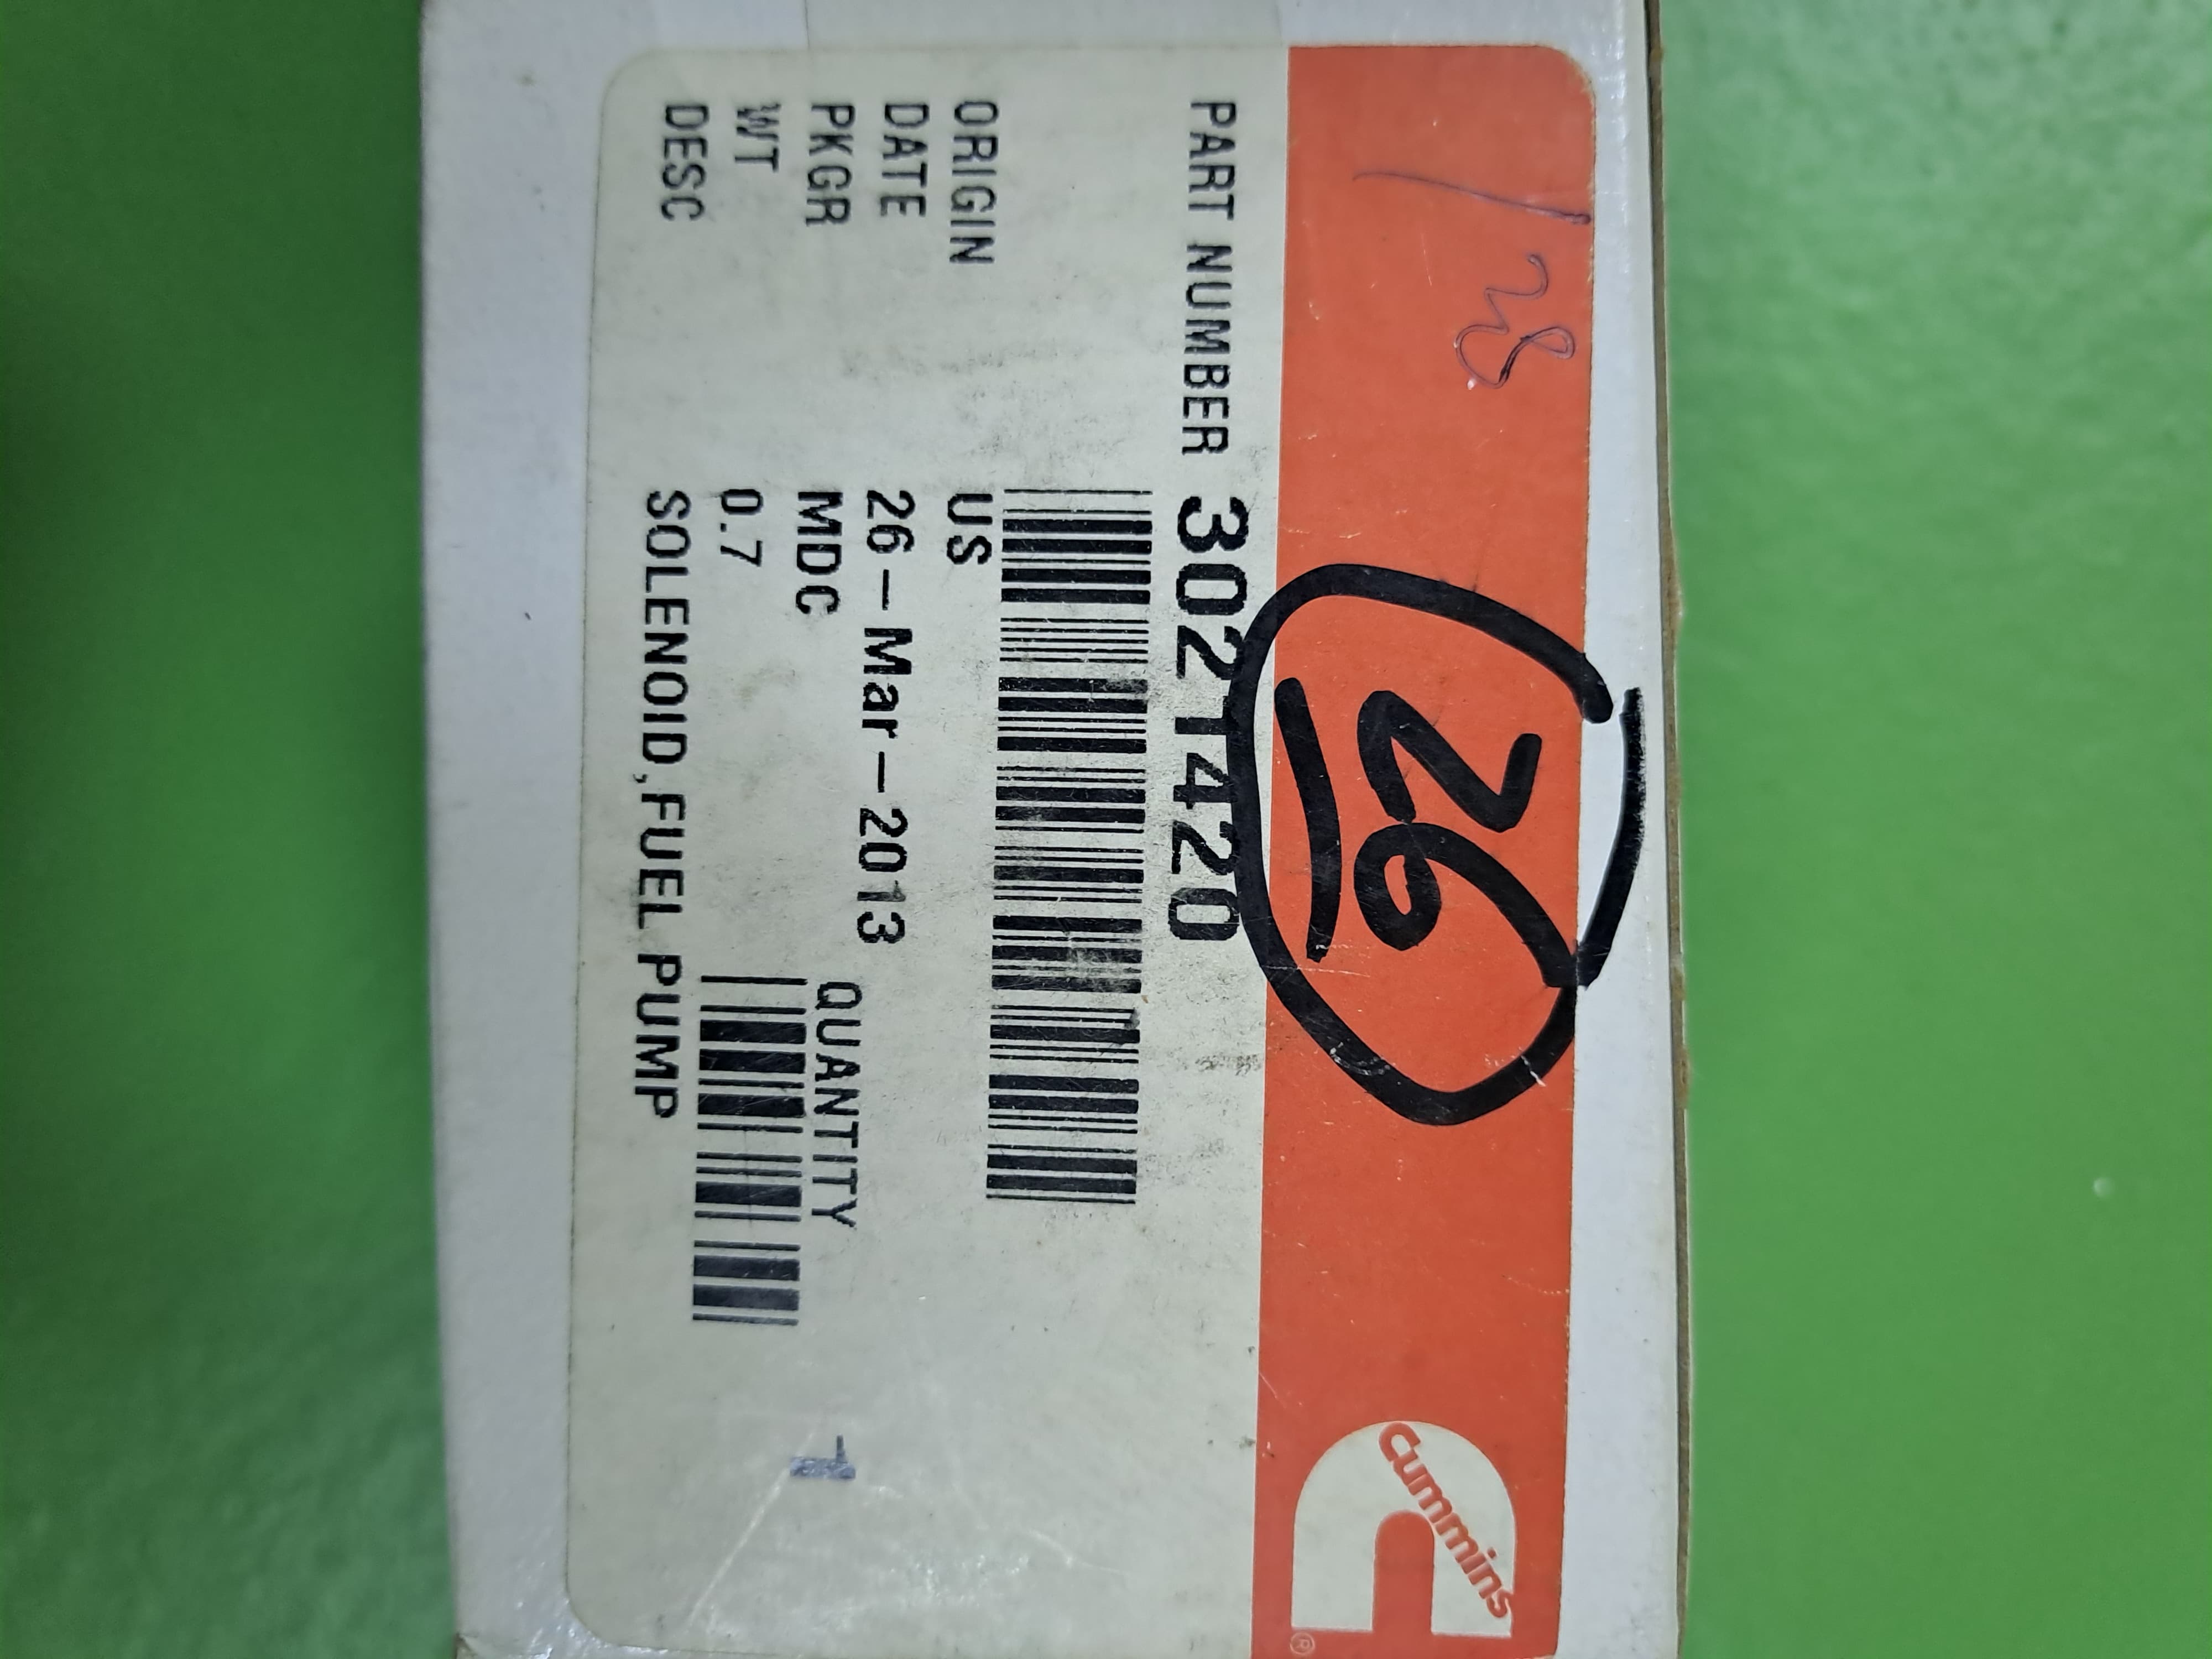 26
Cummins
®
PART NUMBER 3021420
ORIGIN US
DATE 26-Mar-2013
PKGR MDC QUANTITY 1
WT 0.7
DESC SOLENOID,FUEL PUMP